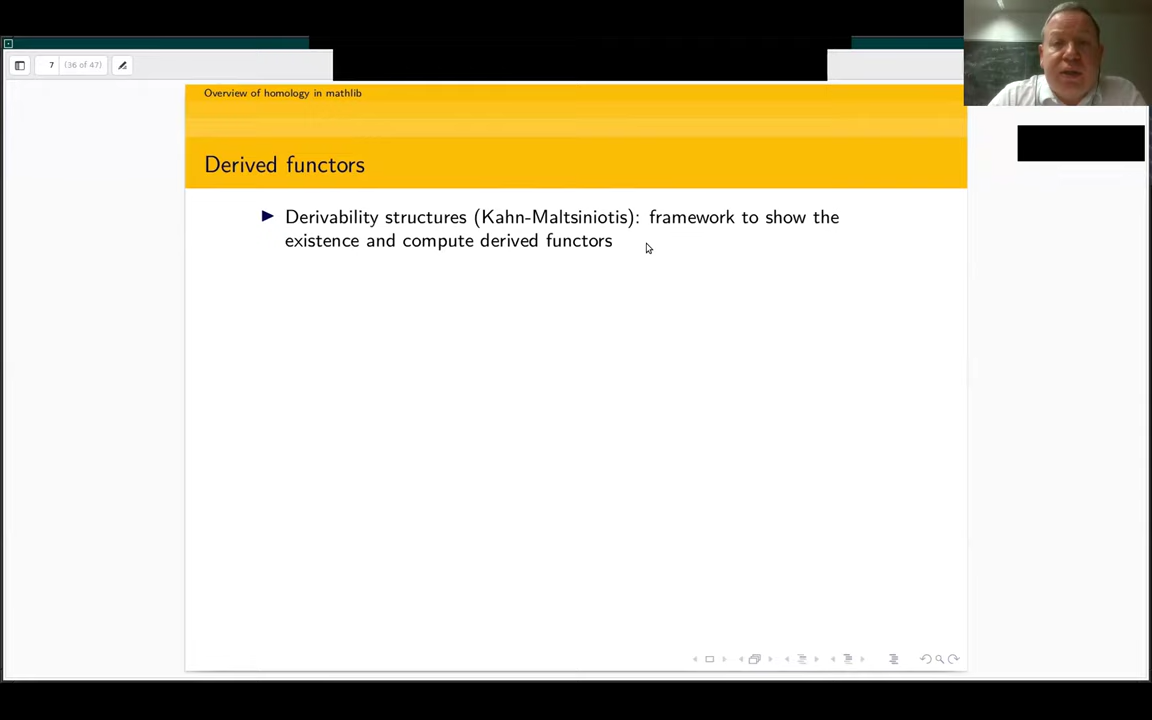 7 (36 of 47)
Overview of homology in mathlib
Derived functors
Derivability structures (Kahn-Maltsiniotis): framework to show the
existence and compute derived functors